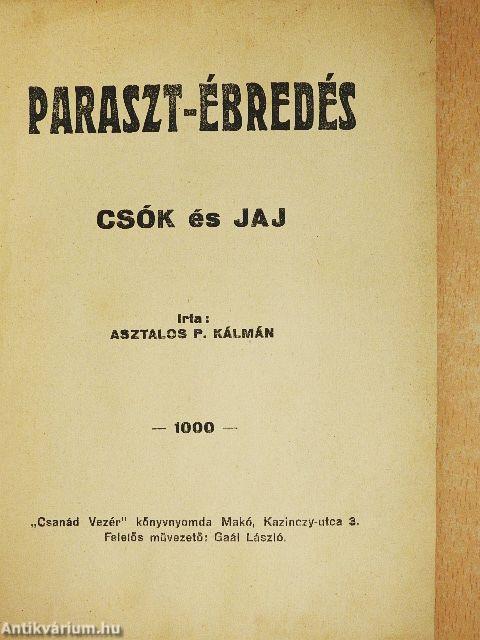 PARASZT-ÉBREDÉS
CSÓK és JAJ
Irta:
ASZTALOS P. KÁLMÁN
— 1000 —
„Csanád Vezér" könyvnyomda Makó, Kazinczy-utca 3.
Felelős művezető: Gaál László.
Antikvárium.hu